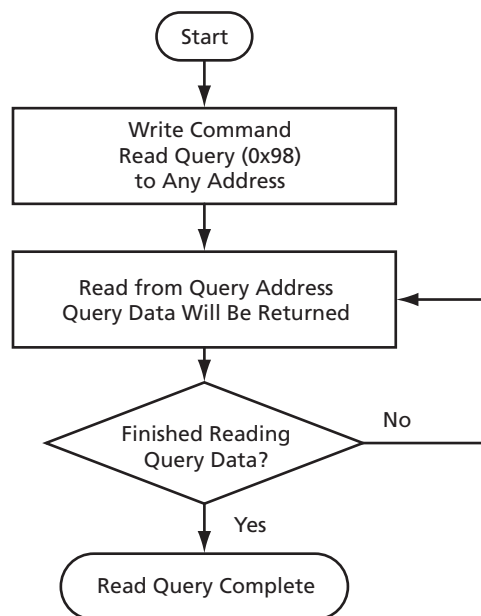 Start
Write Command
Read Query (0x98)
to Any Address
Read from Query Address
Query Data Will Be Returned
Finished Reading
Query Data?
No
Yes
Read Query Complete